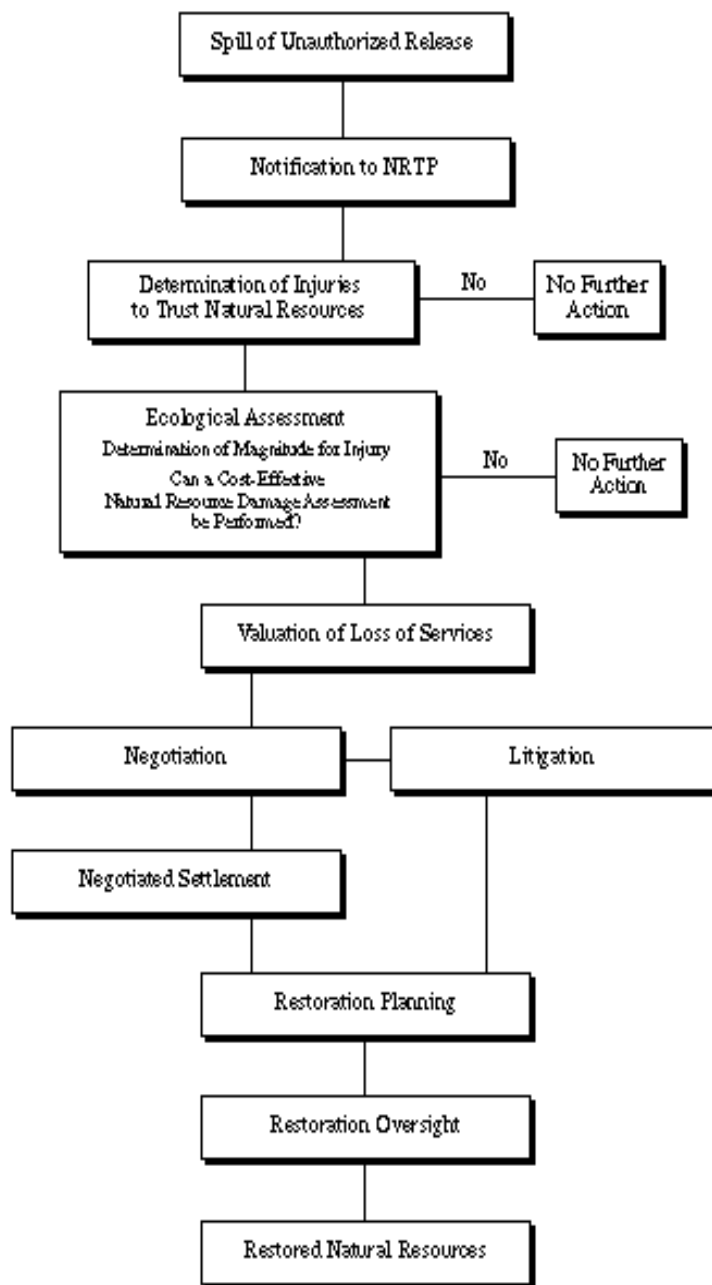 Spill of Unauthorized Release
Notification to NRTP
Determination of Injuries
to Trust Natural Resources
No
No Further
Action
Ecological Assessment
Determination of Magnitude for Injury
Can a Cost-Effective
Natural Resource Damage Assessment
be Performed?
No
No Further
Action
Valuation of Loss of Services
Negotiation
Litigation
Negotiated Settlement
Restoration Planning
Restoration Oversight
Restored Natural Resources